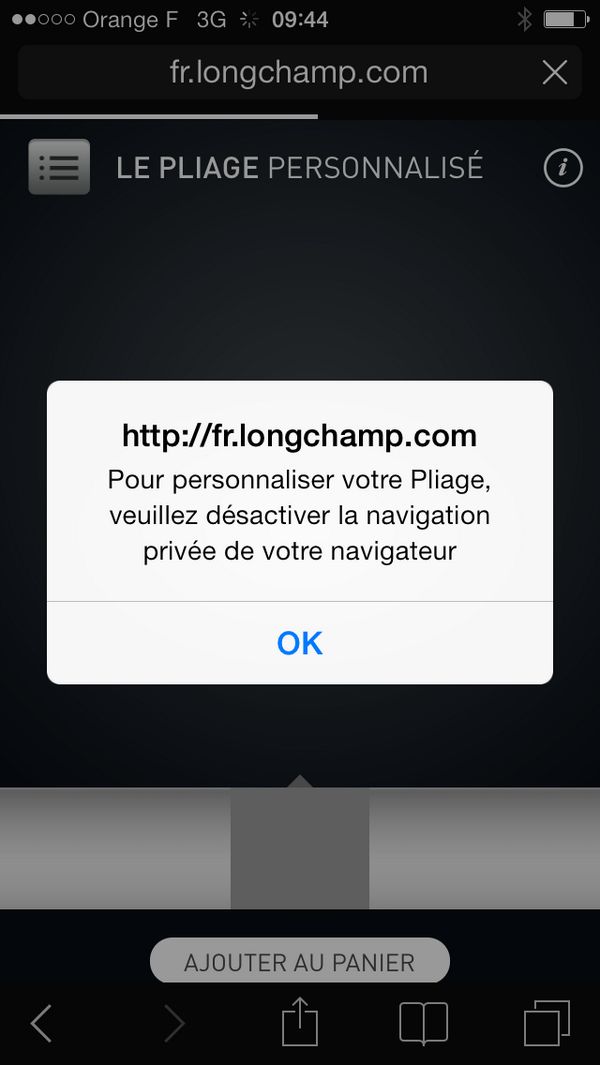 Orange F 3G 09:44
fr.longchamp.com
LE PLIAGE PERSONNALISÉ
i
http://fr.longchamp.com
Pour personnaliser votre Pliage,
veuillez désactiver la navigation
privée de votre navigateur
OK
AJOUTER AU PANIER